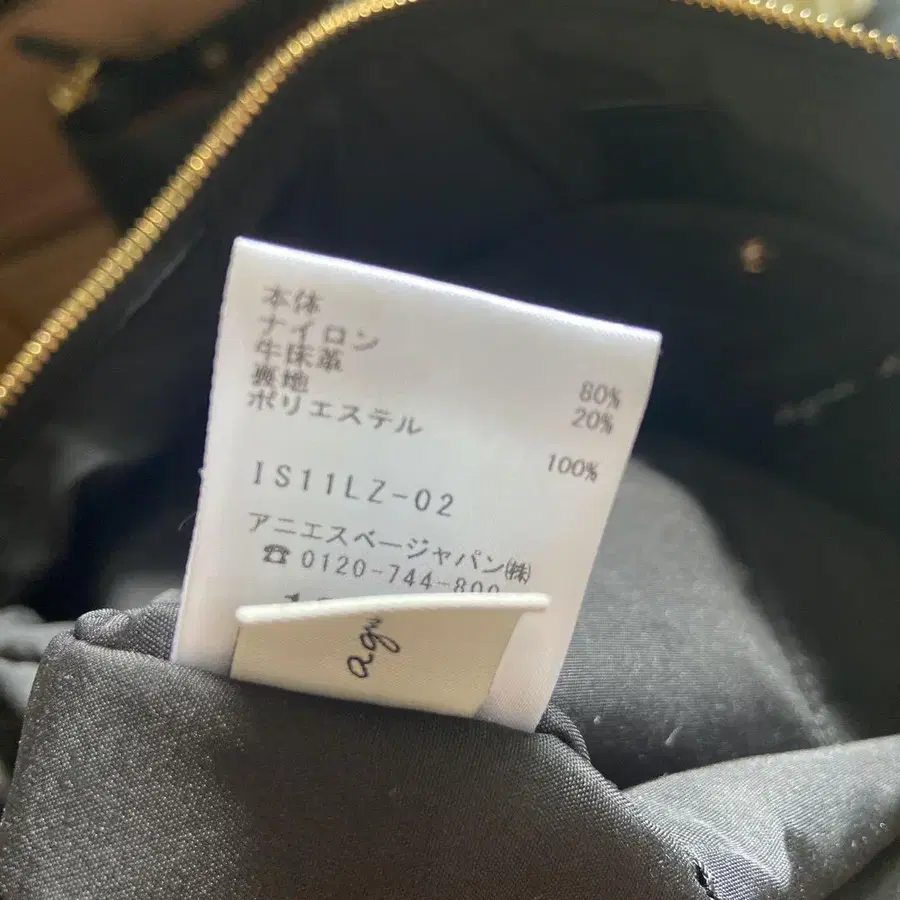 本体
ナイロン 80%
牛床革 20%
裏地
ポリエステル 100%
IS11LZ-02
アニエスベージャパン㈱
☎ 0120-744-800
ag